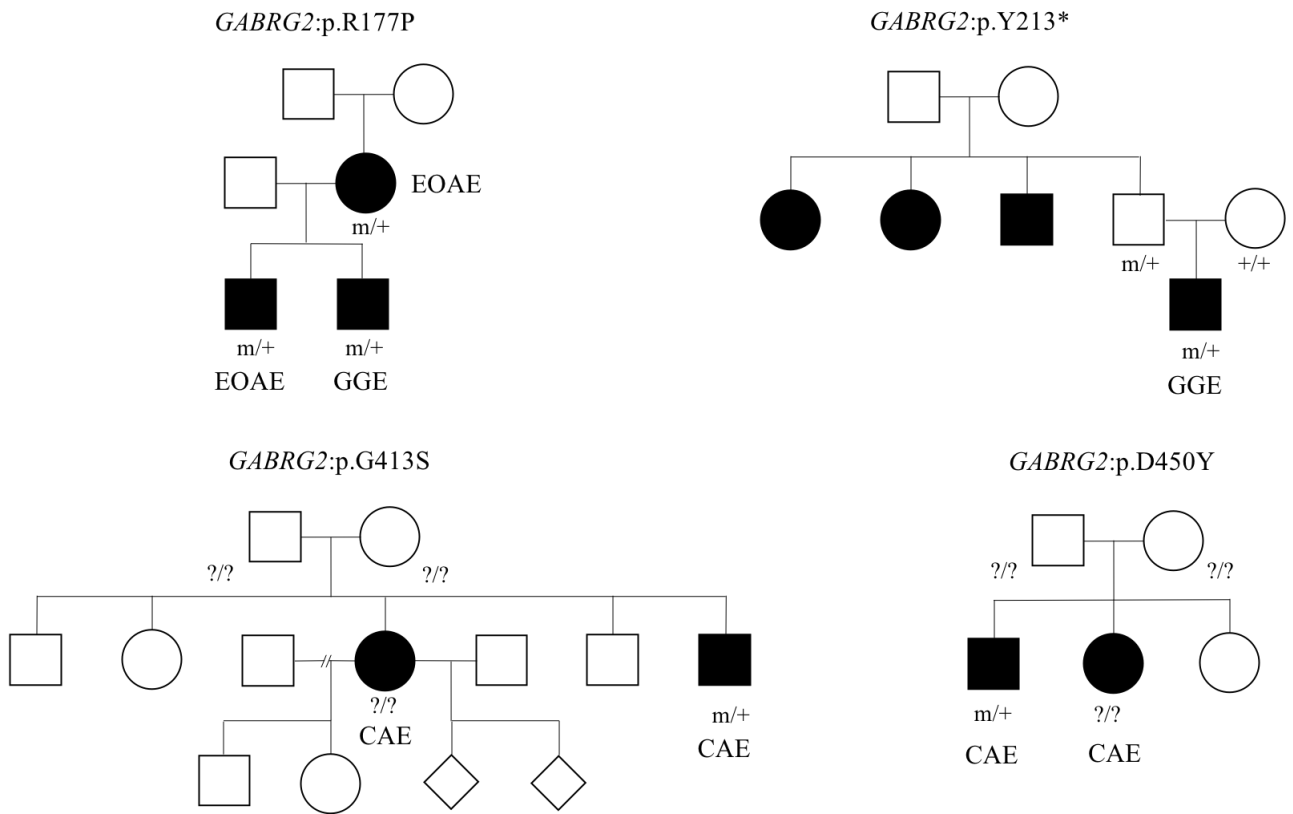 GABRG2:p.R177P
EOAE
m/+
m/+ m/+
EOAE GGE
GABRG2:p.Y213*
m/+ +/+
m/+
GGE
GABRG2:p.G413S
?/? ?/?
//
?/?
CAE
m/+
CAE
GABRG2:p.D450Y
?/? ?/?
m/+ ?/?
CAE CAE